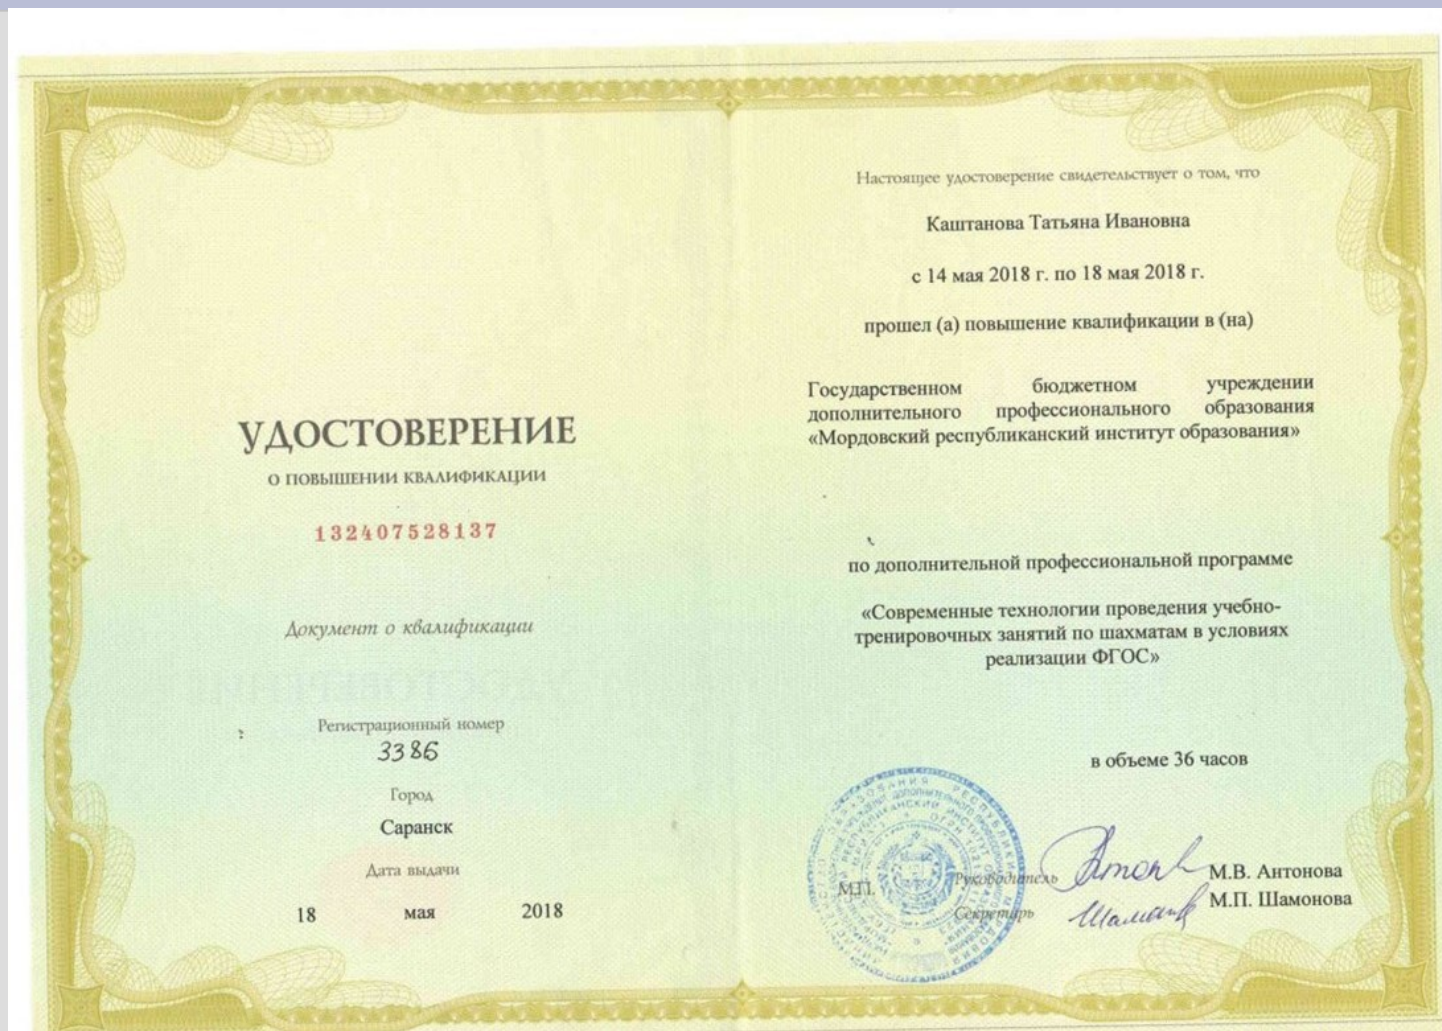 УДОСТОВЕРЕНИЕ
О ПОВЫШЕНИИ КВАЛИФИКАЦИИ
132407528137
Документ о квалификации
Регистрационный номер
3386
Город
Саранск
Дата выдачи
18 мая 2018
Настоящее удостоверение свидетельствует о том, что
Каштанова Татьяна Ивановна
с 14 мая 2018 г. по 18 мая 2018 г.
прошел (а) повышение квалификации в (на)
Государственном бюджетном учреждении
дополнительного профессионального образования
«Мордовский республиканский институт образования»
по дополнительной профессиональной программе
«Современные технологии проведения учебно-
тренировочных занятий по шахматам в условиях
реализации ФГОС»
в объеме 36 часов
М.П.
Руководитель
М.В. Антонова
Секретарь
М.П. Шамонова